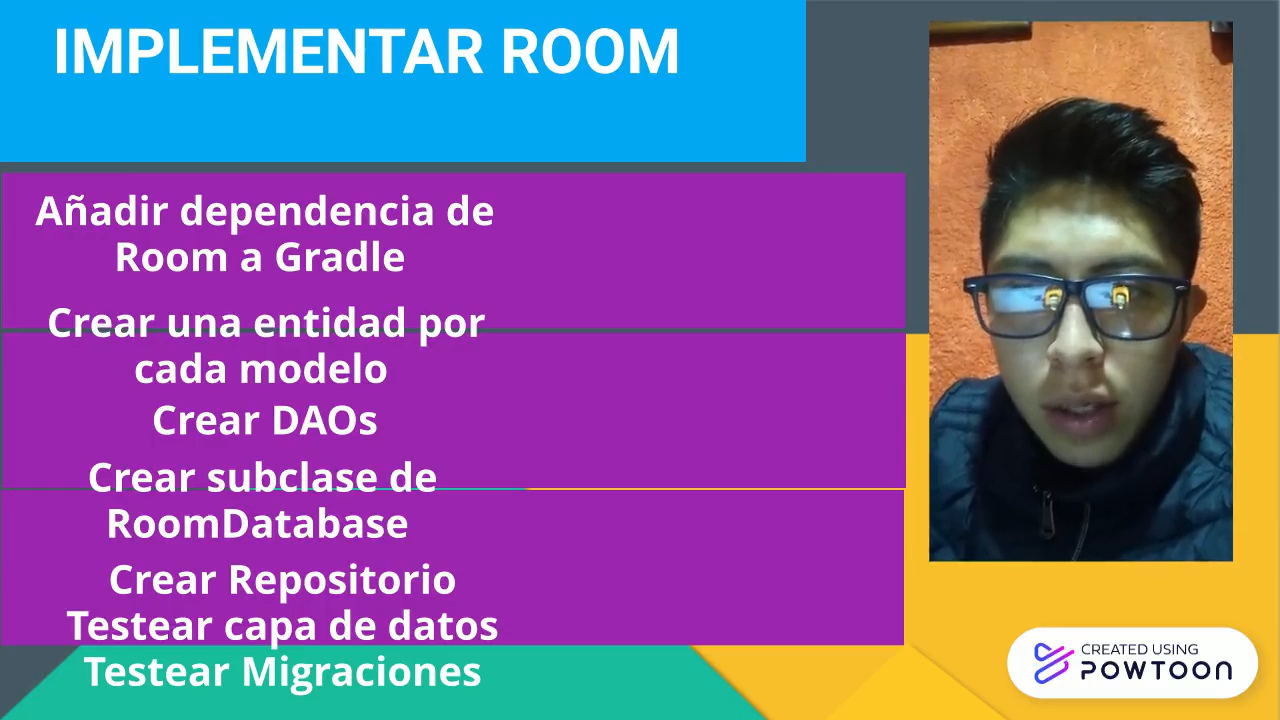 IMPLEMENTAR ROOM
Añadir dependencia de
Room a Gradle
Crear una entidad por
cada modelo
Crear DAOs
Crear subclase de
RoomDatabase
Crear Repositorio
Testear capa de datos
Testear Migraciones
CREATED USING
POWTOON